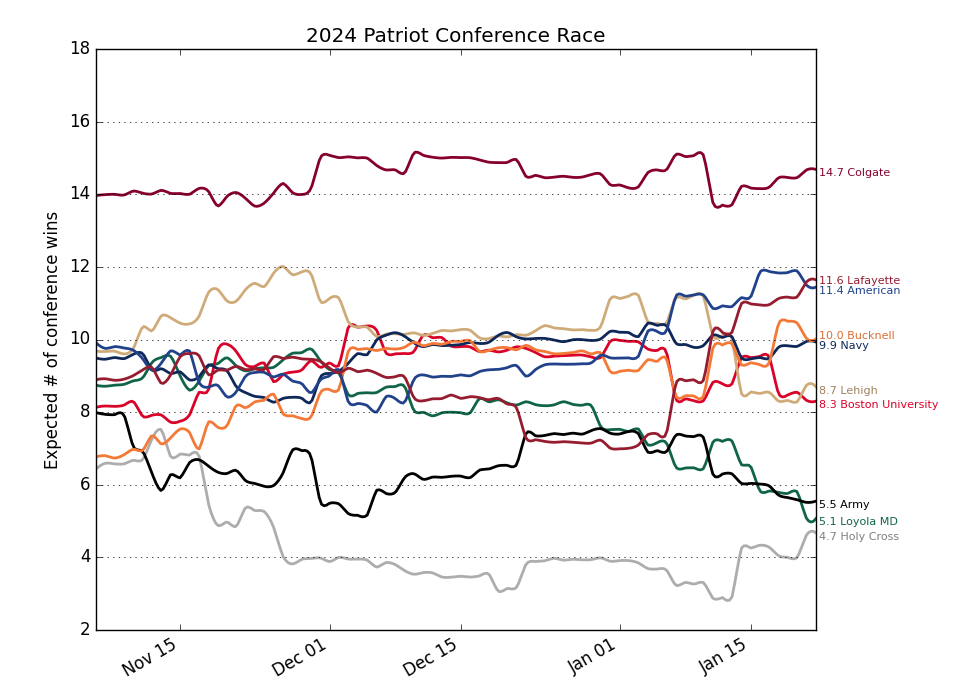 2024 Patriot Conference Race
Expected # of conference wins
18
16
14
12
10
8
6
4
2
Nov 15
Dec 01
Dec 15
Jan 01
Jan 15
14.7 Colgate
11.6 Lafayette
11.4 American
10.0 Bucknell
9.9 Navy
8.7 Lehigh
8.3 Boston University
5.5 Army
5.1 Loyola MD
4.7 Holy Cross